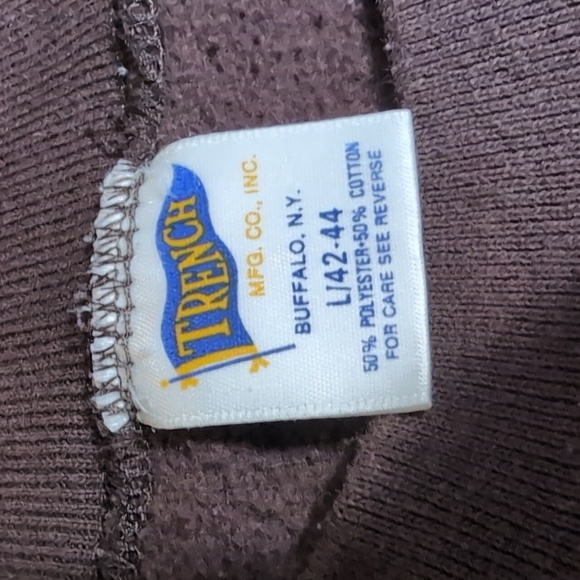 TRENCH
MFG. CO., INC.
BUFFALO, N.Y.
L/42-44
50% POLYESTER•50% COTTON
FOR CARE SEE REVERSE